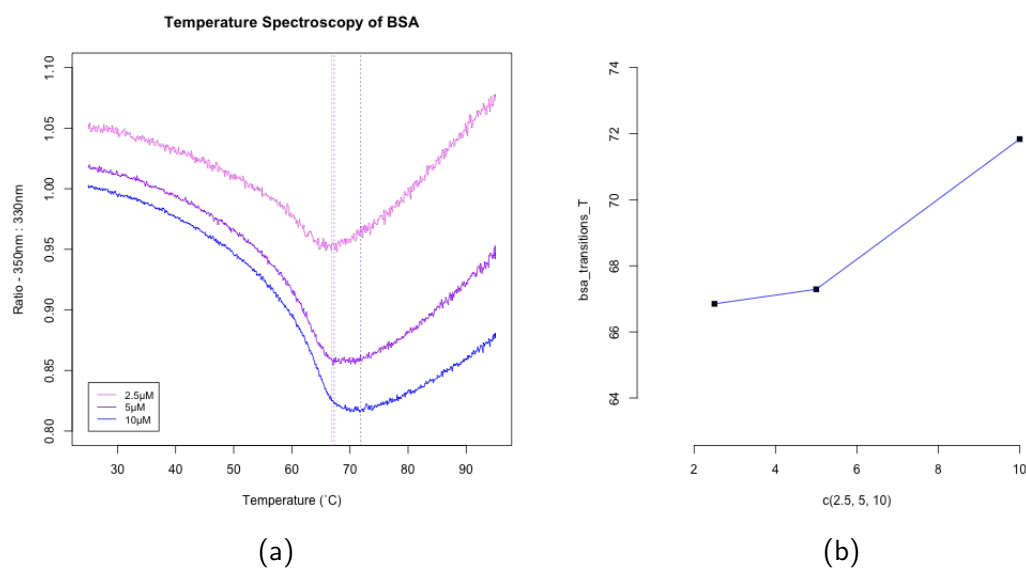 Temperature Spectroscopy of BSA
Ratio - 350nm : 330nm
1.10
1.05
1.00
0.95
0.90
0.85
0.80
2.5µM
5µM
10µM
30 40 50 60 70 80 90
Temperature (˚C)
(a)
bsa_transitions_T
74
72
70
68
66
64
2 4 6 8 10
c(2.5, 5, 10)
(b)